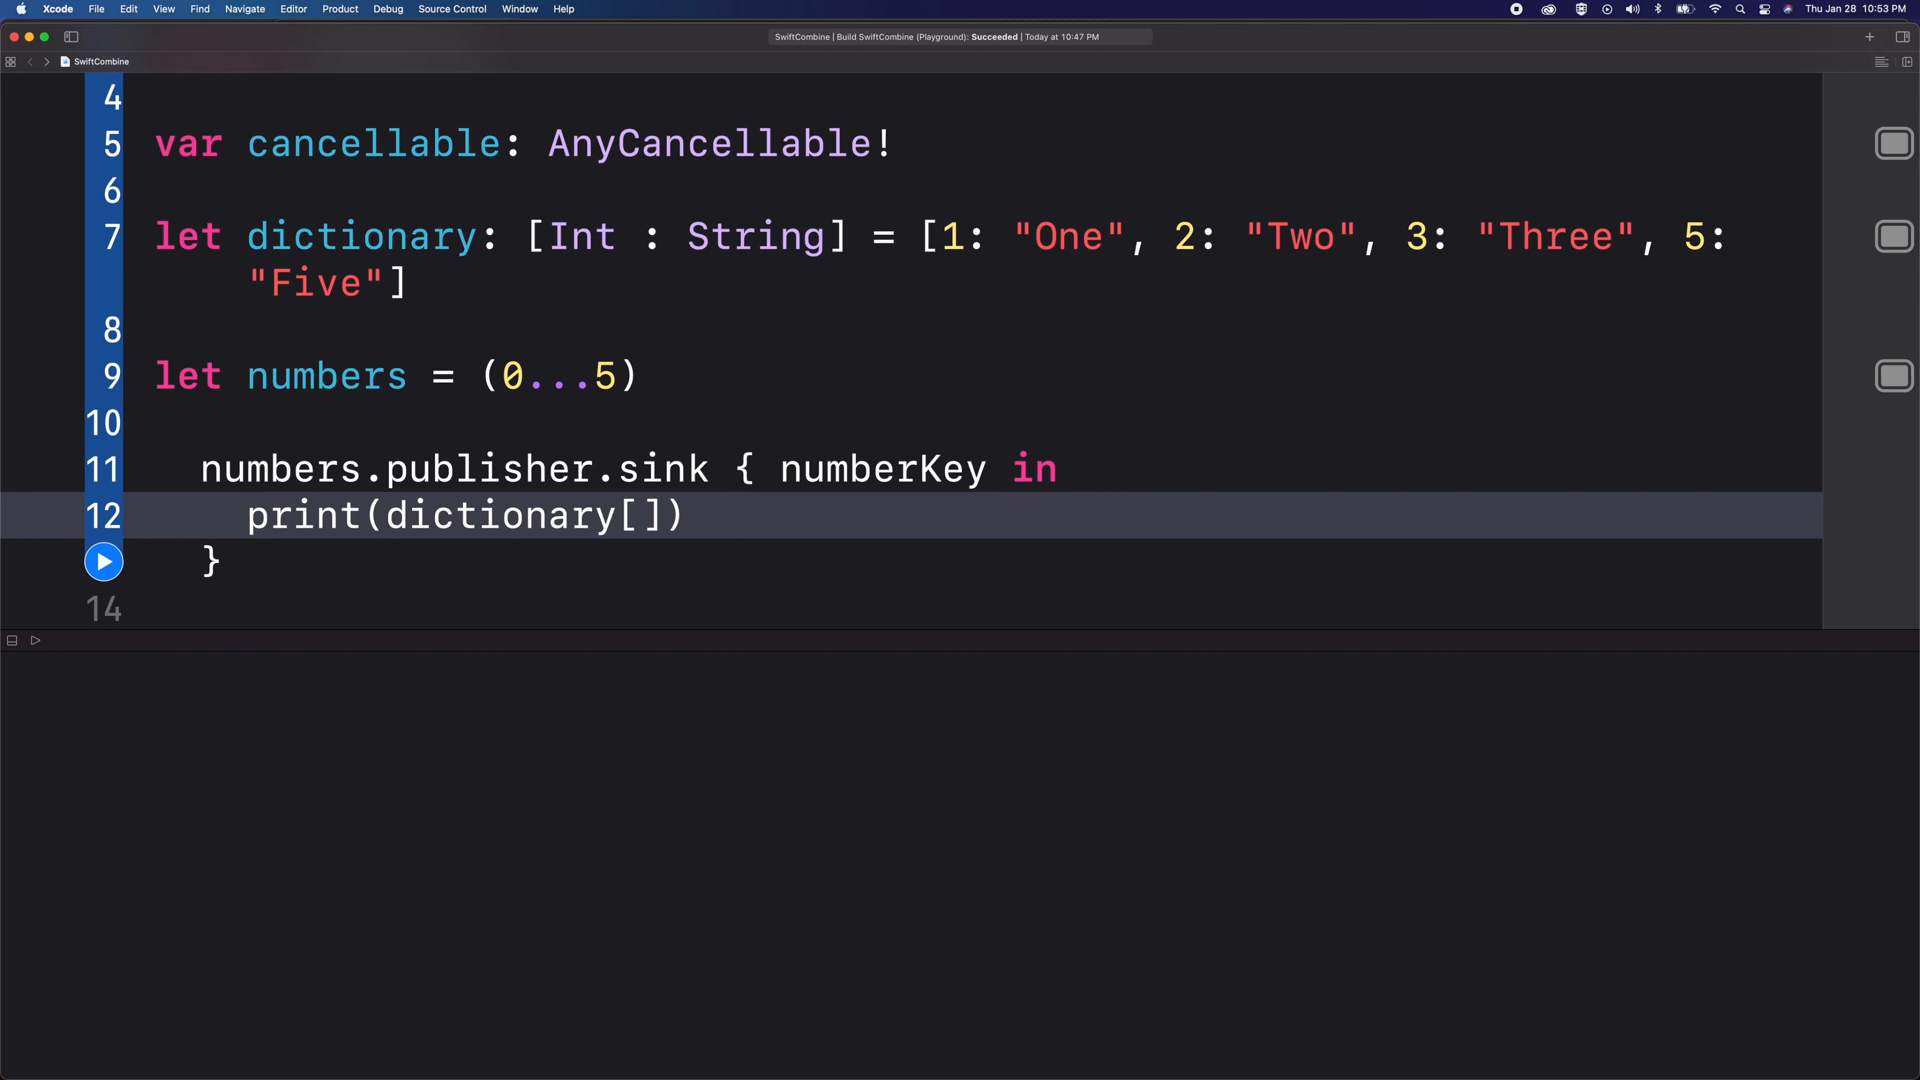 Xcode File Edit View Find Navigate Editor Product Debug Source Control Window Help Thu Jan 28 10:53 PM
SwiftCombine | Build SwiftCombine (Playground): Succeeded | Today at 10:47 PM
SwiftCombine
4
5 var cancellable: AnyCancellable!
6
7 let dictionary: [Int : String] = [1: "One", 2: "Two", 3: "Three", 5:
"Five"]
8
9 let numbers = (0...5)
10
11 numbers.publisher.sink { numberKey in
12 print(dictionary[])
}
14